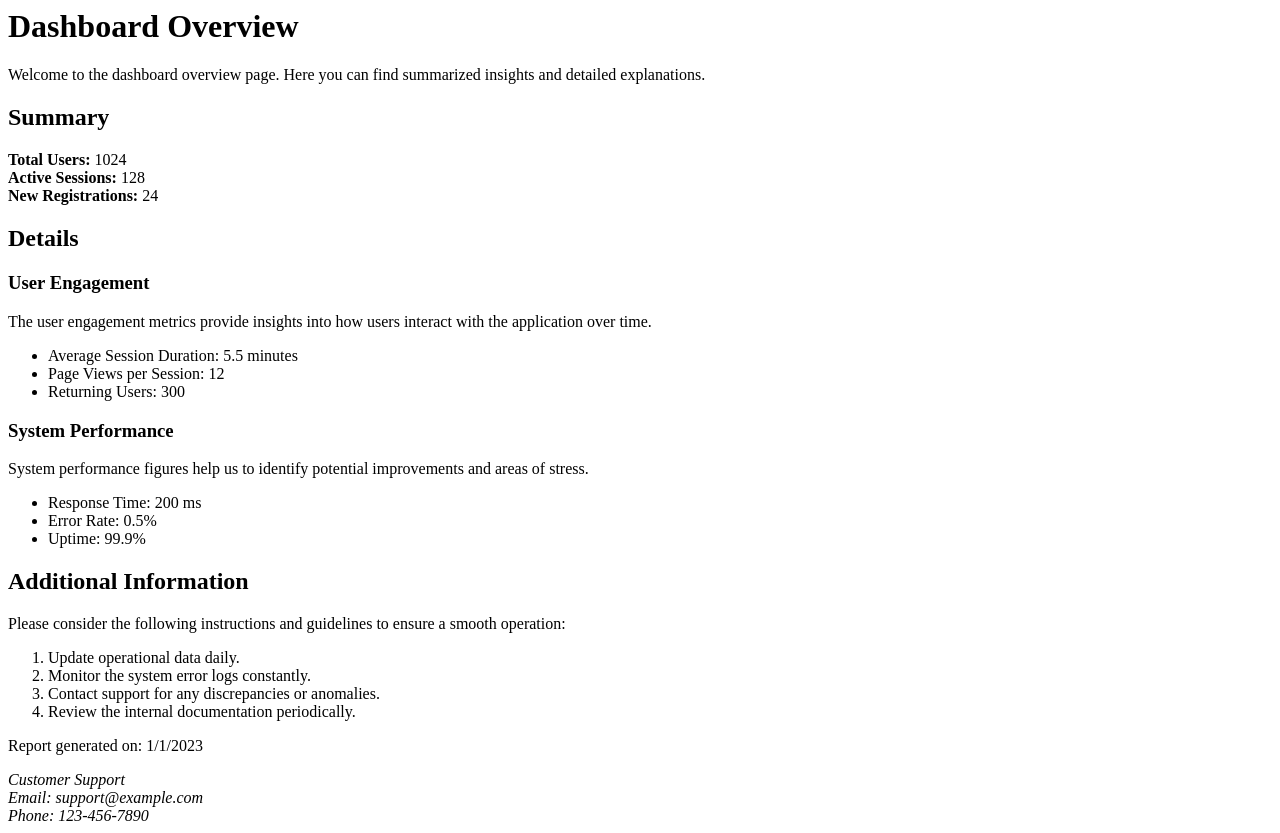 Dashboard Overview
Welcome to the dashboard overview page. Here you can find summarized insights and detailed explanations.
Summary
Total Users: 1024
Active Sessions: 128
New Registrations: 24
Details
User Engagement
The user engagement metrics provide insights into how users interact with the application over time.
• Average Session Duration: 5.5 minutes
• Page Views per Session: 12
• Returning Users: 300
System Performance
System performance figures help us to identify potential improvements and areas of stress.
• Response Time: 200 ms
• Error Rate: 0.5%
• Uptime: 99.9%
Additional Information
Please consider the following instructions and guidelines to ensure a smooth operation:
1. Update operational data daily.
2. Monitor the system error logs constantly.
3. Contact support for any discrepancies or anomalies.
4. Review the internal documentation periodically.
Report generated on: 1/1/2023
Customer Support
Email: support@example.com
Phone: 123-456-7890